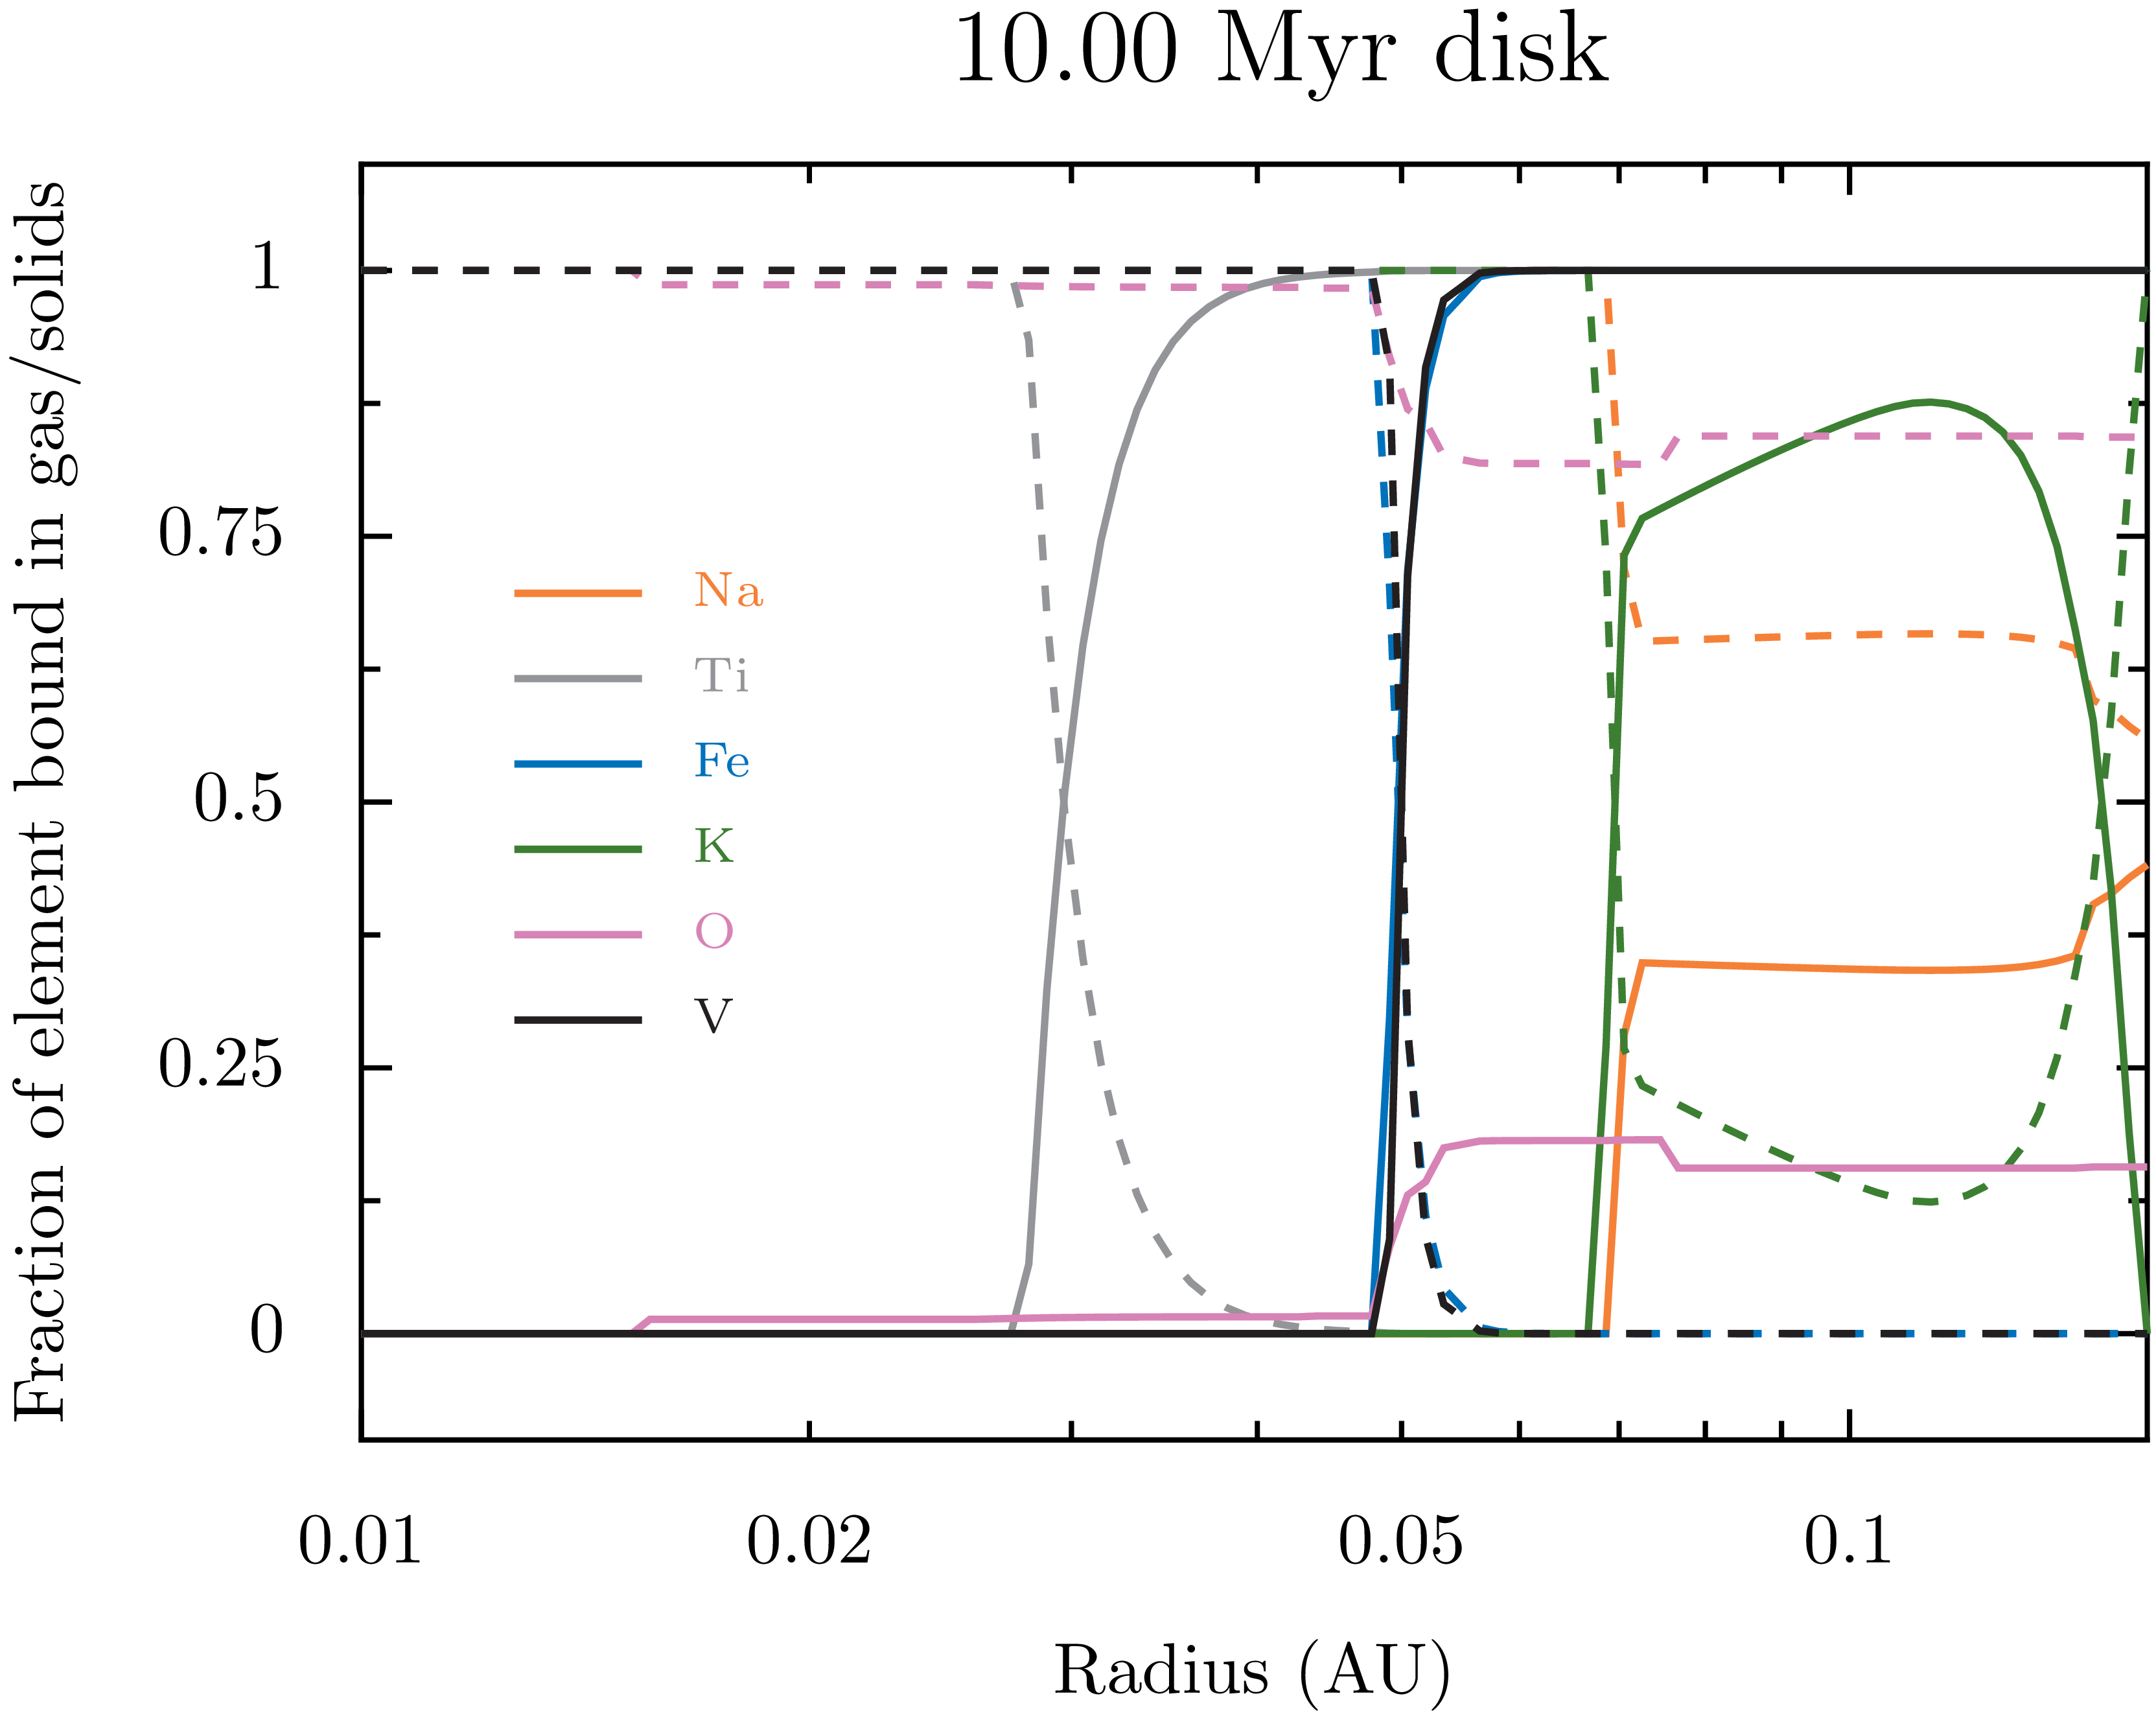 10.00 Myr disk
Fraction of element bound in gas/solids
1
0.75
0.5
0.25
0
Na
Ti
Fe
K
O
V
0.01 0.02 0.05 0.1
Radius (AU)